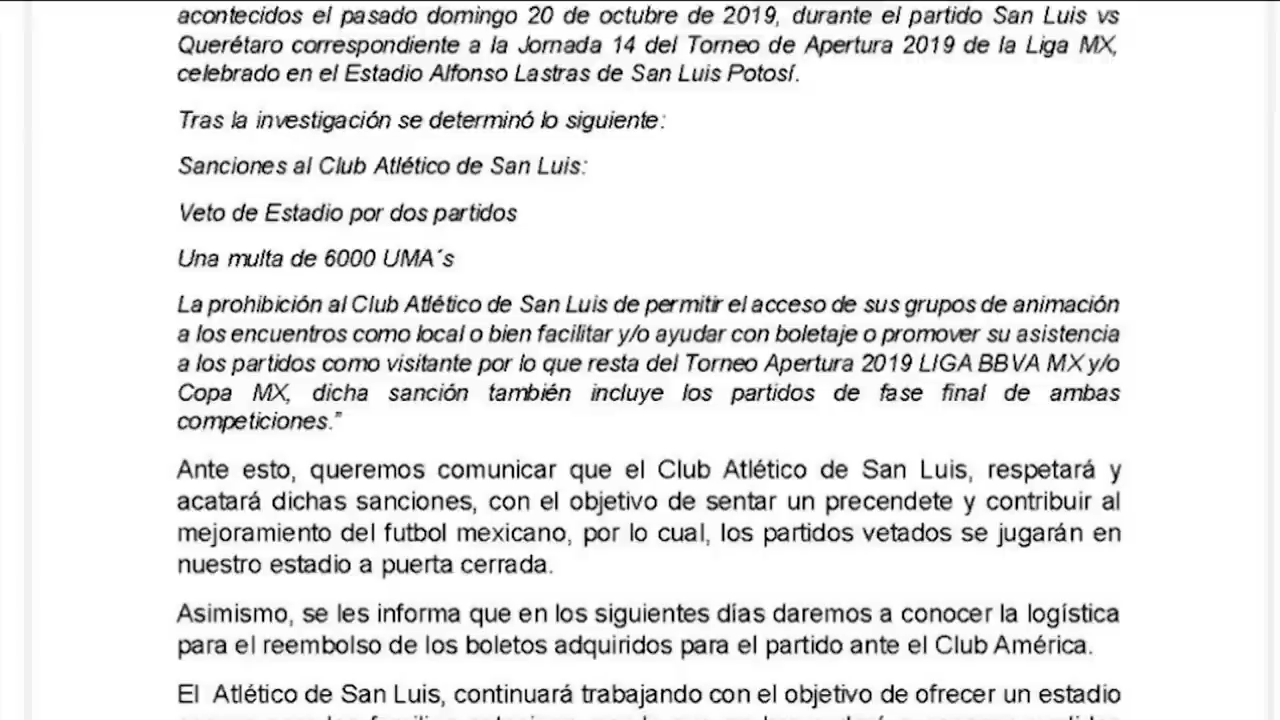 acontecidos el pasado domingo 20 de octubre de 2019, durante el partido San Luis vs
Querétaro correspondiente a la Jornada 14 del Torneo de Apertura 2019 de la Liga MX,
celebrado en el Estadio Alfonso Lastras de San Luis Potosí.
Tras la investigación se determinó lo siguiente:
Sanciones al Club Atlético de San Luis:
Veto de Estadio por dos partidos
Una multa de 6000 UMA´s
La prohibición al Club Atlético de San Luis de permitir el acceso de sus grupos de animación
a los encuentros como local o bien facilitar y/o ayudar con boletaje o promover su asistencia
a los partidos como visitante por lo que resta del Torneo Apertura 2019 LIGA BBVA MX y/o
Copa MX, dicha sanción también incluye los partidos de fase final de ambas
competiciones."
Ante esto, queremos comunicar que el Club Atlético de San Luis, respetará y
acatará dichas sanciones, con el objetivo de sentar un precendete y contribuir al
mejoramiento del futbol mexicano, por lo cual, los partidos vetados se jugarán en
nuestro estadio a puerta cerrada.
Asimismo, se les informa que en los siguientes días daremos a conocer la logística
para el reembolso de los boletos adquiridos para el partido ante el Club América.
El Atlético de San Luis, continuará trabajando con el objetivo de ofrecer un estadio